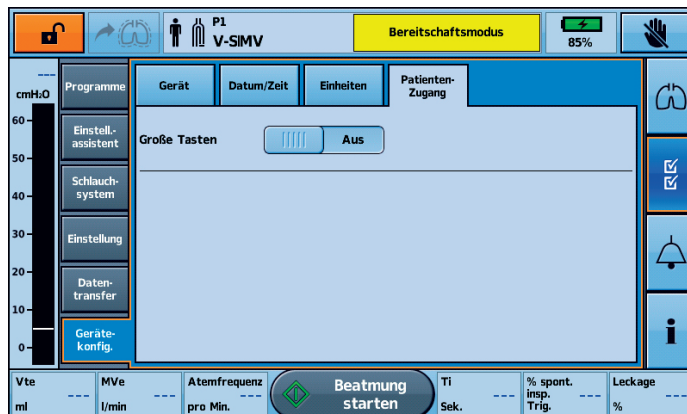 P1
V-SIMV
Bereitschaftsmodus
85%
---
cmH₂O
60
50
40
30
20
10
0
Programme
Einstell.-
assistent
Schlauch-
system
Einstellung
Daten-
transfer
Geräte-
konfig.
Gerät
Datum/Zeit
Einheiten
Patienten-
Zugang
Große Tasten
Aus
i
Vte
---
ml
MVe
---
l/min
Atemfrequenz
---
pro Min.
Beatmung
starten
Ti
---
Sek.
% spont.
insp.
---
Trig.
Leckage
---
%